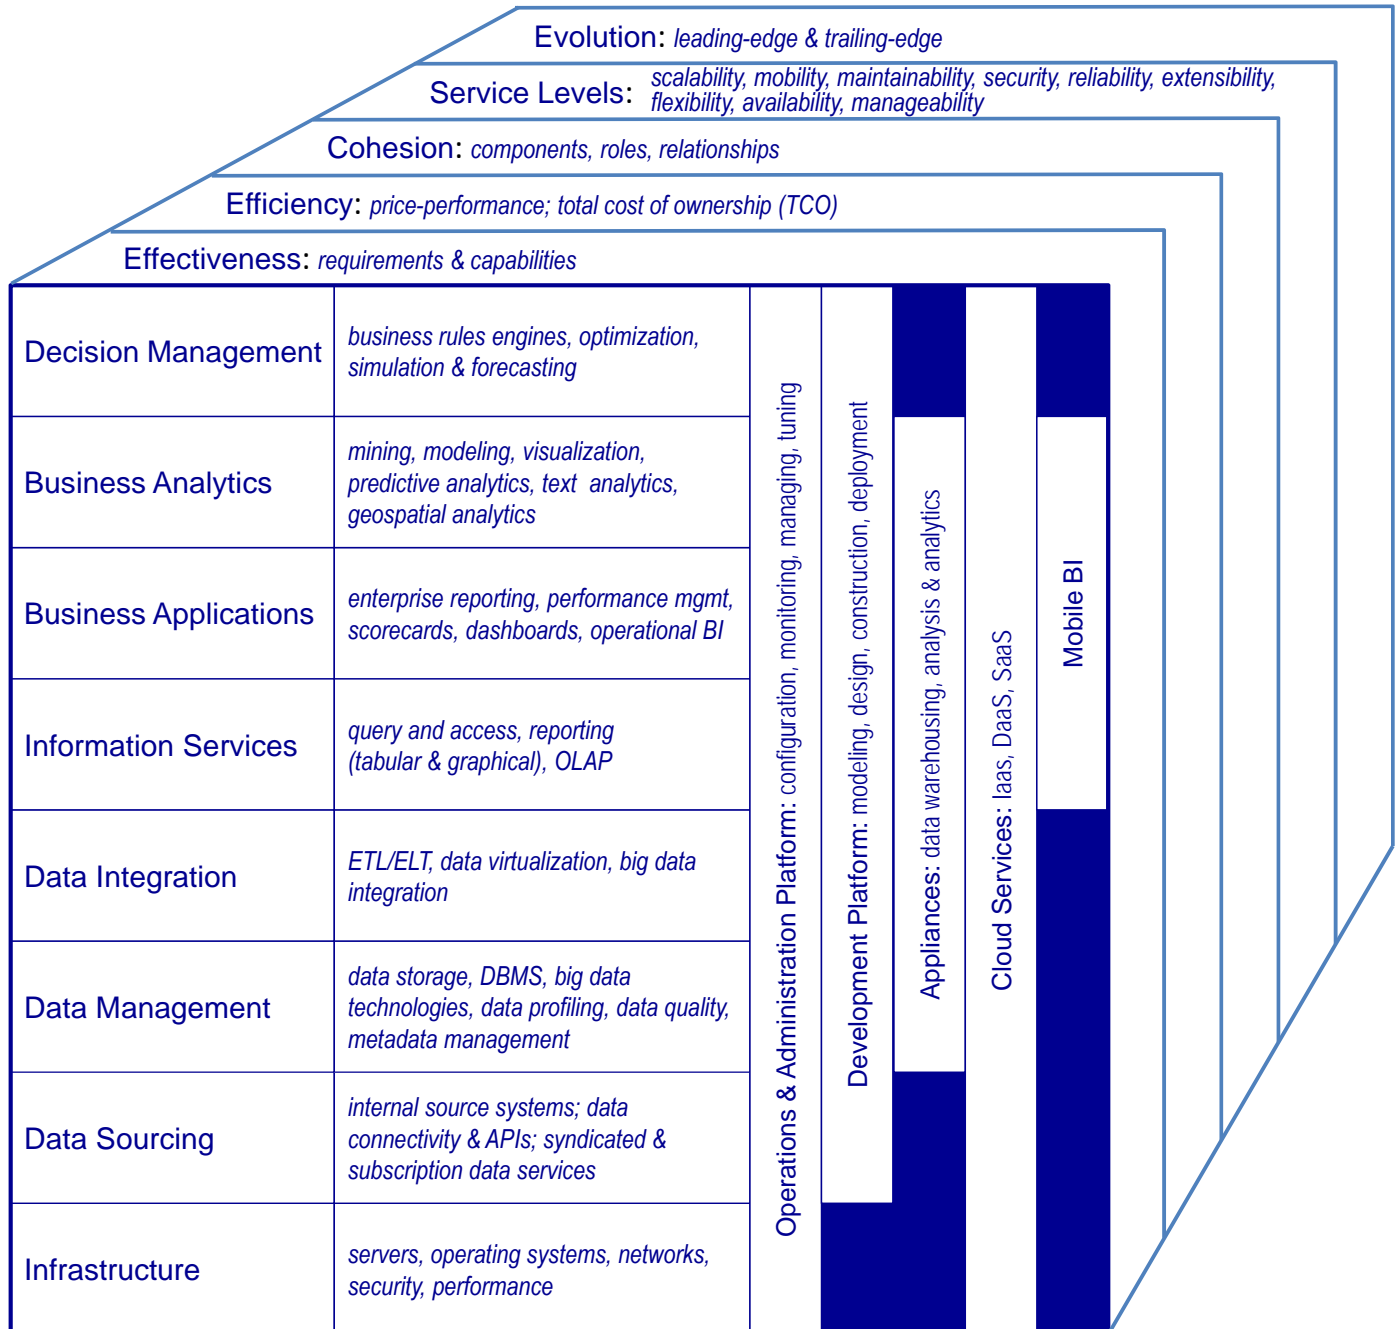 Evolution: leading-edge & trailing-edge
Service Levels: scalability, mobility, maintainability, security, reliability, extensibility,
flexibility, availability, manageability
Cohesion: components, roles, relationships
Efficiency: price-performance; total cost of ownership (TCO)
Effectiveness: requirements & capabilities
Decision Management
business rules engines, optimization,
simulation & forecasting
Business Analytics
mining, modeling, visualization,
predictive analytics, text analytics,
geospatial analytics
Business Applications
enterprise reporting, performance mgmt,
scorecards, dashboards, operational BI
Information Services
query and access, reporting
(tabular & graphical), OLAP
Data Integration
ETL/ELT, data virtualization, big data
integration
Data Management
data storage, DBMS, big data
technologies, data profiling, data quality,
metadata management
Data Sourcing
internal source systems; data
connectivity & APIs; syndicated &
subscription data services
Infrastructure
servers, operating systems, networks,
security, performance
Operations & Administration Platform: configuration, monitoring, managing, tuning
Development Platform: modeling, design, construction, deployment
Appliances: data warehousing, analysis & analytics
Cloud Services: Iaas, DaaS, SaaS
Mobile BI